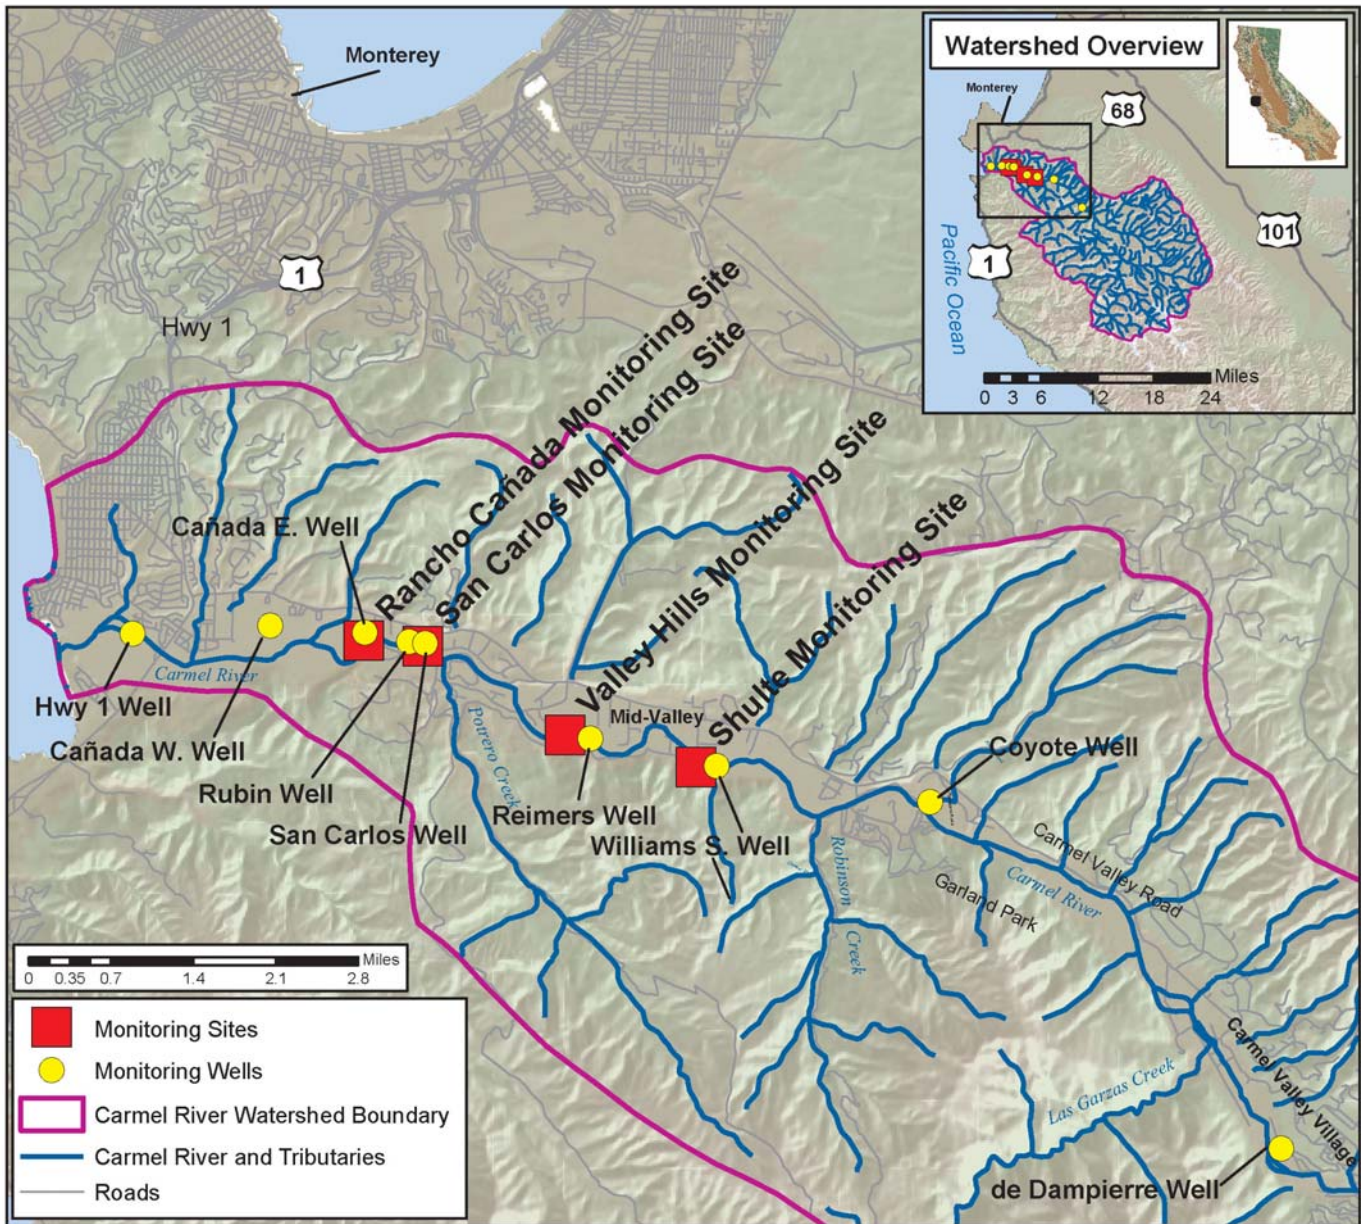 Monterey
1
Hwy 1
Watershed Overview
Monterey
68
101
1
Pacific Ocean
Miles
0 3 6 12 18 24
Rancho Cañada Monitoring Site
San Carlos Monitoring Site
Valley Hills Monitoring Site
Shulte Monitoring Site
Cañada E. Well
Carmel River
Hwy 1 Well
Cañada W. Well
Rubin Well
San Carlos Well
Potrero Creek
Mid-Valley
Reimers Well
Williams S. Well
Coyote Well
Robinson
Creek
Garland Park
Carmel River
Carmel Valley Road
Las Garzas Creek
Carmel Valley Village
de Dampierre Well
Miles
0 0.35 0.7 1.4 2.1 2.8
Monitoring Sites
Monitoring Wells
Carmel River Watershed Boundary
Carmel River and Tributaries
Roads